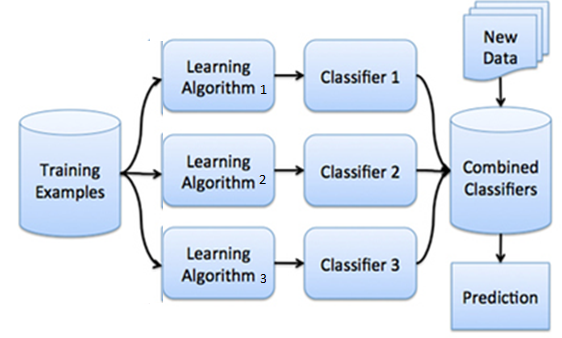 Training
Examples
Learning
Algorithm 1
Classifier 1
Learning
Algorithm 2
Classifier 2
Learning
Algorithm 3
Classifier 3
New
Data
Combined
Classifiers
Prediction